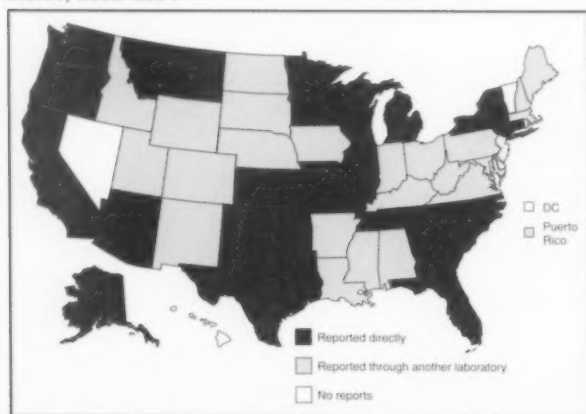 DC
Puerto
Rico
Reported directly
Reported through another laboratory
No reports